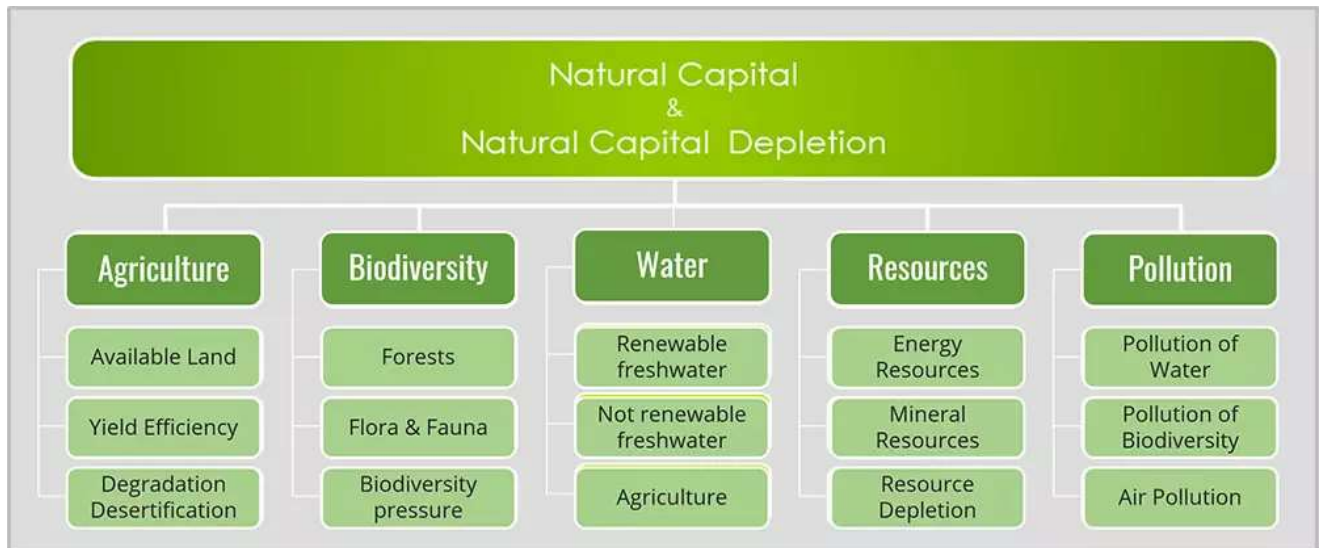 Natural Capital
&
Natural Capital Depletion
Agriculture
Available Land
Yield Efficiency
Degradation
Desertification
Biodiversity
Forests
Flora & Fauna
Biodiversity
pressure
Water
Renewable
freshwater
Not renewable
freshwater
Agriculture
Resources
Energy
Resources
Mineral
Resources
Resource
Depletion
Pollution
Pollution of
Water
Pollution of
Biodiversity
Air Pollution